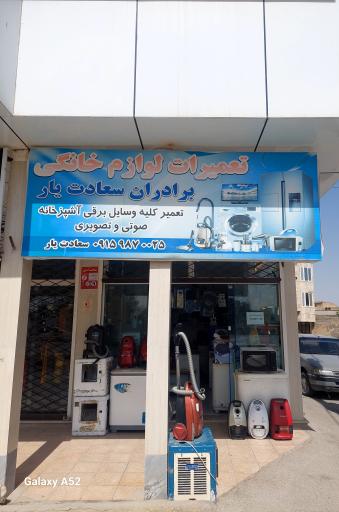 تعمیرات لوازم خانگی
برادران سعادت یار
تعمیر کلیه وسایل برقی آشپزخانه
صوتی و تصویری
۰۹۱۵ ۹۸۷ ۰۰۲۵ سعادت یار
Galaxy A52